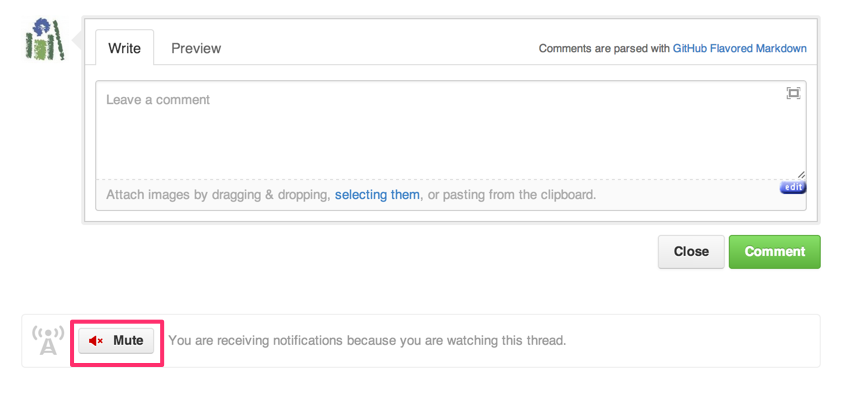 Write Preview Comments are parsed with GitHub Flavored Markdown
Leave a comment
Attach images by dragging & dropping, selecting them, or pasting from the clipboard.
edit
Close Comment
Mute You are receiving notifications because you are watching this thread.